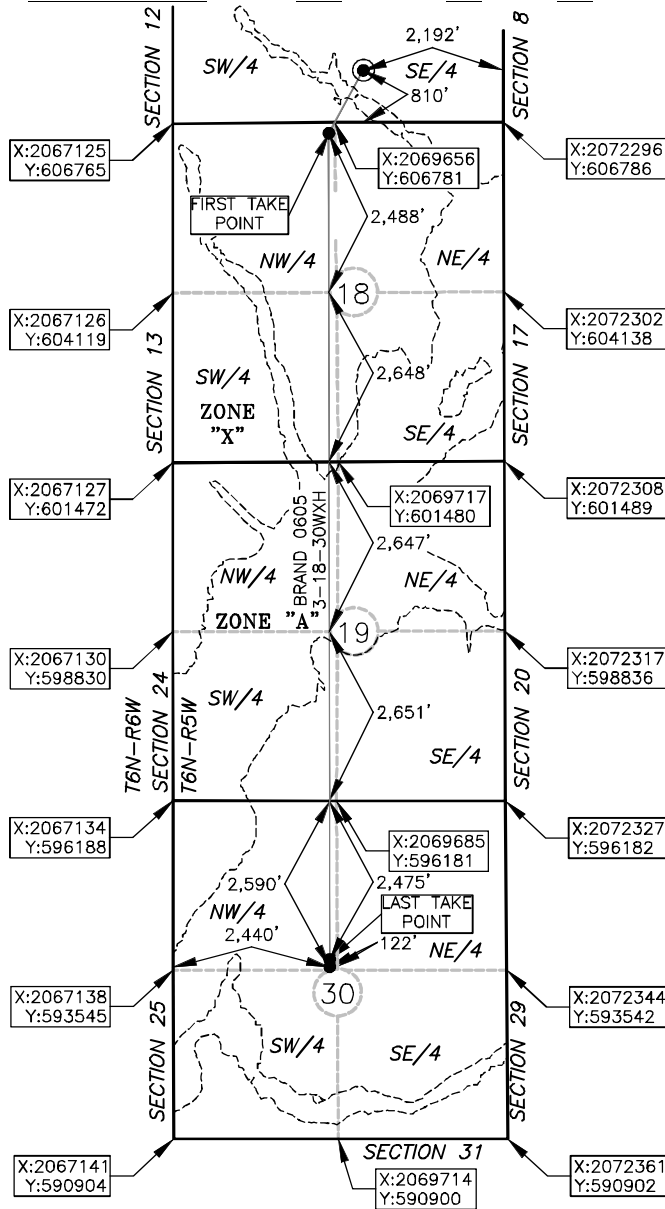 SECTION 12
SW/4
2,192'
SE/4
810'
SECTION 8
X:2067125
Y:606765
X:2069656
Y:606781
X:2072296
Y:606786
FIRST TAKE
POINT
2,488'
NW/4
NE/4
18
X:2067126
Y:604119
X:2072302
Y:604138
SECTION 13
SECTION 17
SW/4
2,648'
ZONE
"X"
SE/4
X:2067127
Y:601472
X:2069717
Y:601480
X:2072308
Y:601489
BRAND 0605
3-18-30WXH
2,647'
NW/4
NE/4
ZONE "A"
19
X:2067130
Y:598830
X:2072317
Y:598836
T6N-R6W
SECTION 24
T6N-R5W
SW/4
2,651'
SE/4
SECTION 20
X:2067134
Y:596188
X:2069685
Y:596181
X:2072327
Y:596182
2,590'
2,475'
NW/4
LAST TAKE
POINT
2,440'
122'
NE/4
X:2067138
Y:593545
X:2072344
Y:593542
30
SECTION 25
SECTION 29
SW/4
SE/4
SECTION 31
X:2067141
Y:590904
X:2069714
Y:590900
X:2072361
Y:590902